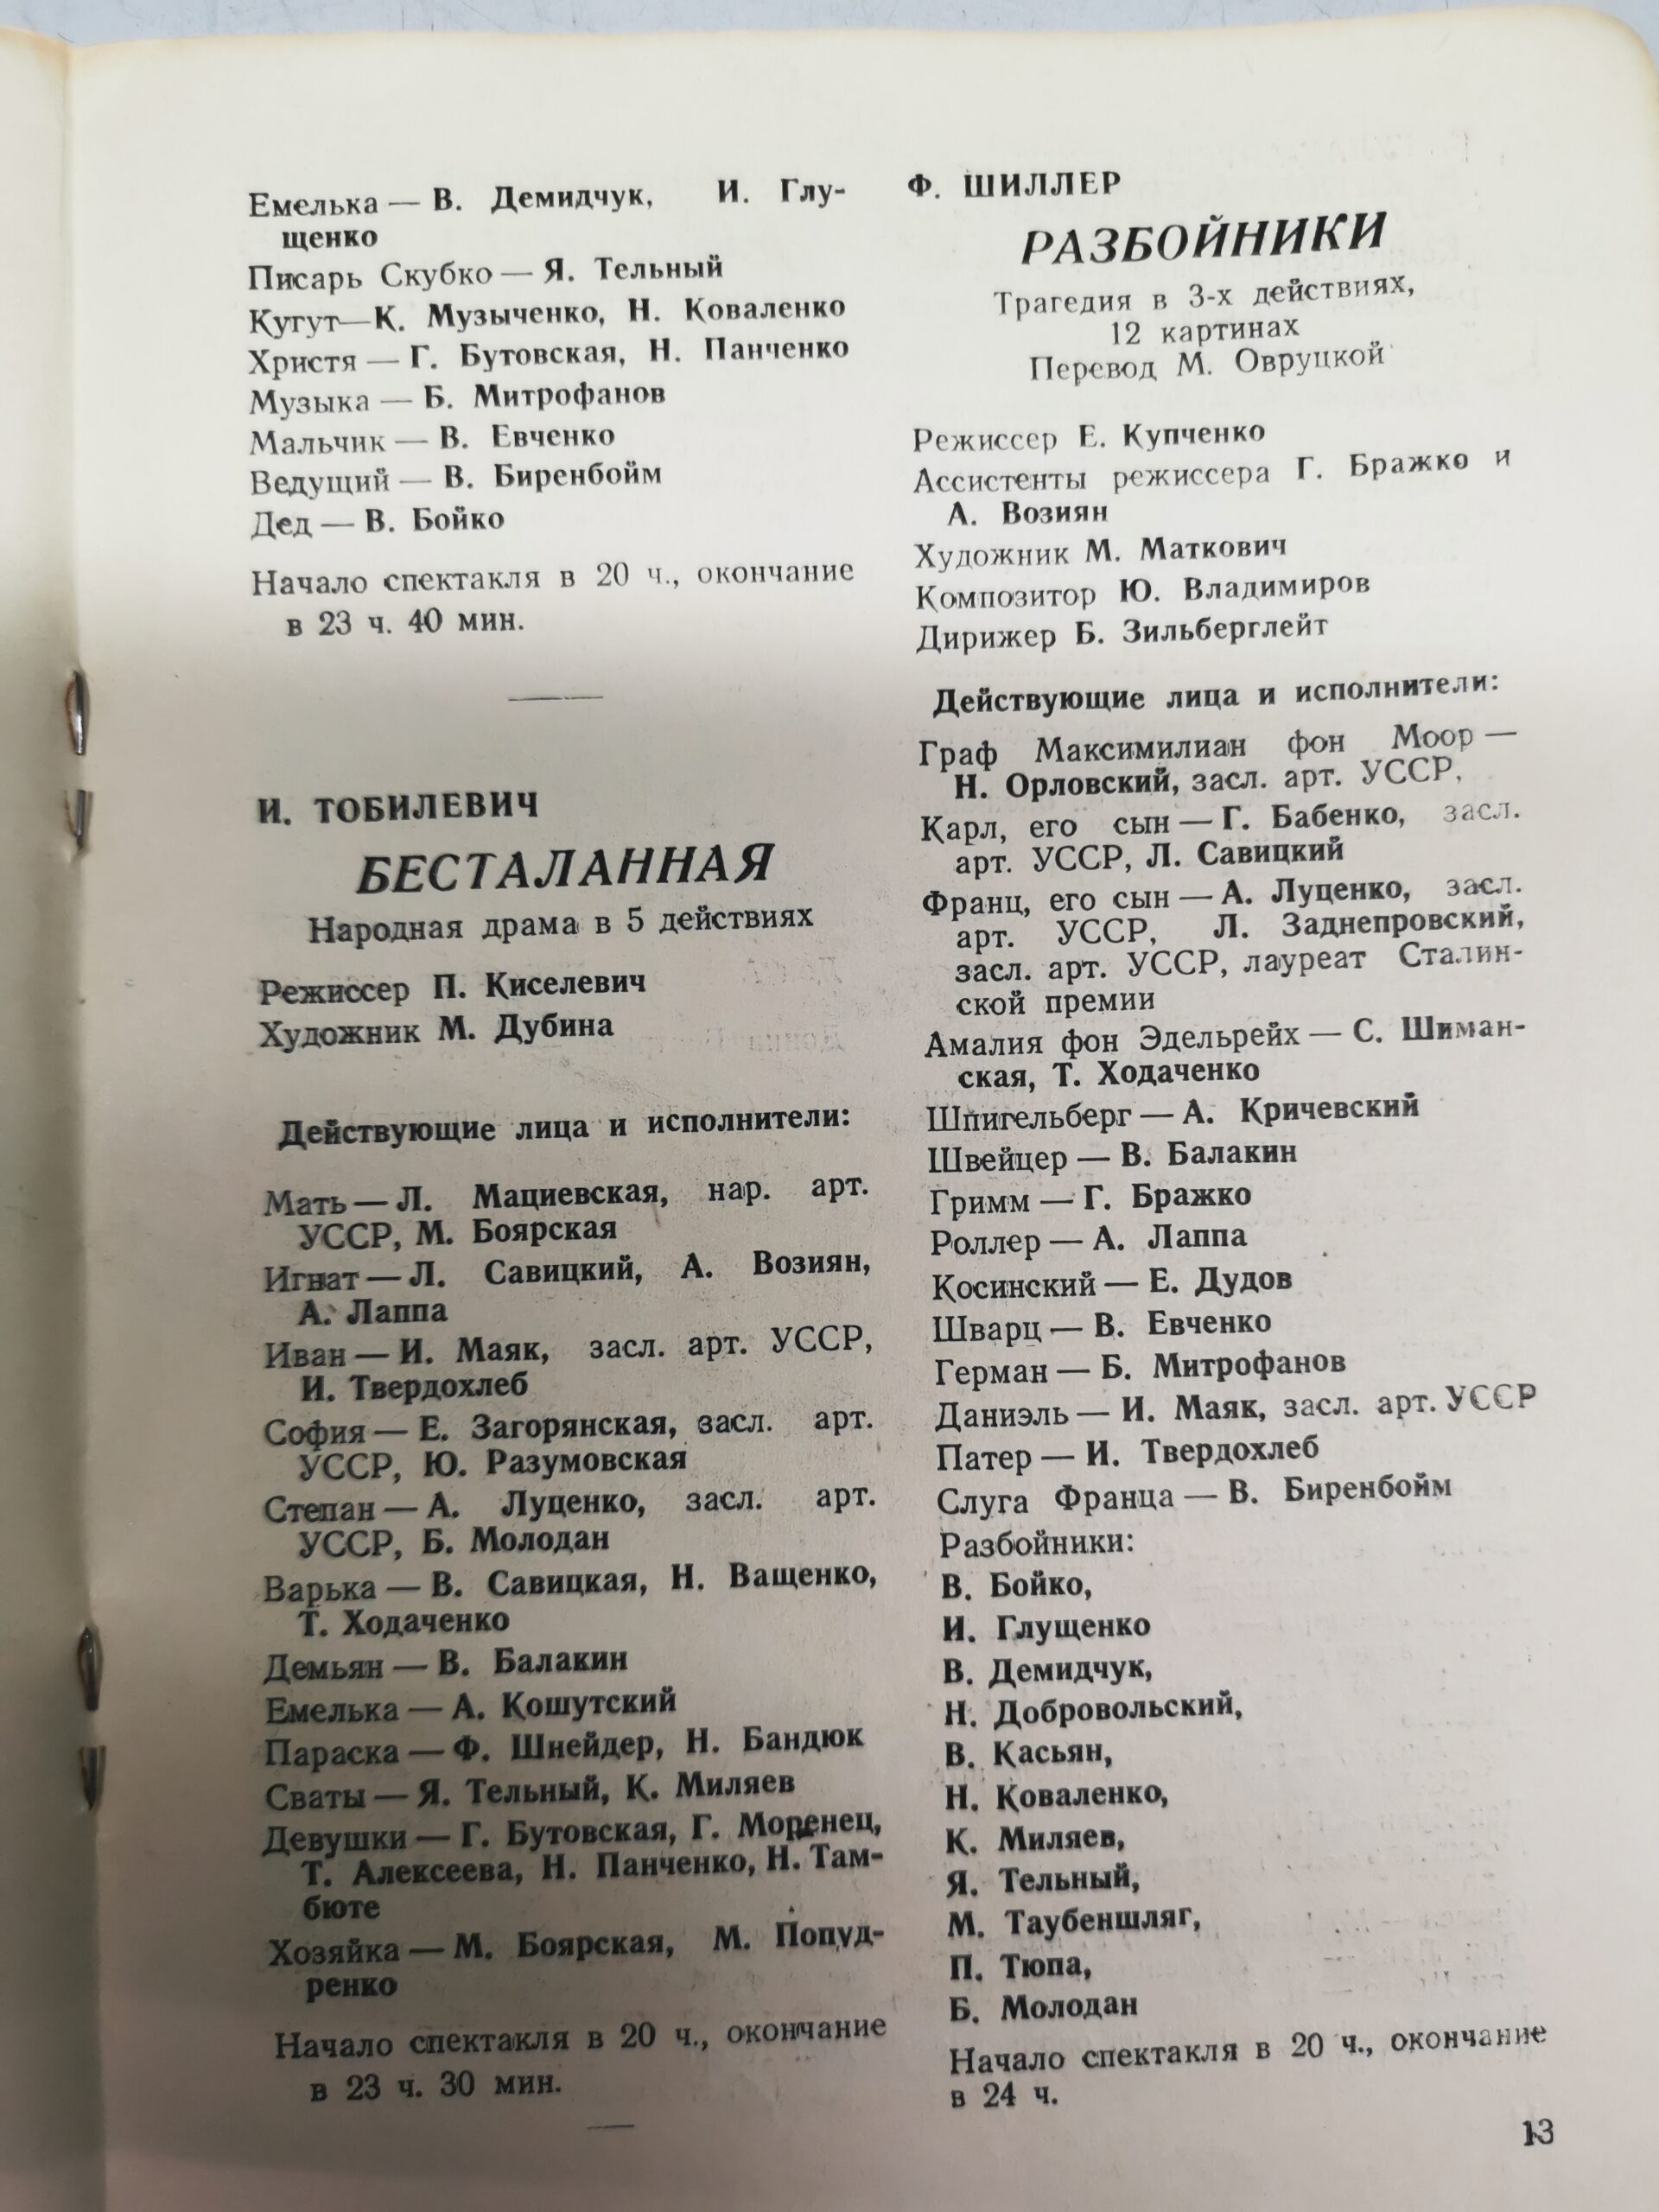 Емелька — В. Демидчук, И. Глу-
щенко
Писарь Скубко — Я. Тельный
Кугут—К. Музыченко, Н. Коваленко
Христя — Г. Бутовская, Н. Панченко
Музыка — Б. Митрофанов
Мальчик — В. Евченко
Ведущий — В. Биренбойм
Дед — В. Бойко
Начало спектакля в 20 ч., окончание
в 23 ч. 40 мин.
И. ТОБИЛЕВИЧ
БЕСТАЛАННАЯ
Народная драма в 5 действиях
Режиссер П. Киселевич
Художник М. Дубина
Действующие лица и исполнители:
Мать — Л. Мациевская, нар. арт.
УССР, М. Боярская
Игнат — Л. Савицкий, А. Возиян,
А. Лаппа
Иван — И. Маяк, засл. арт. УССР,
И. Твердохлеб
София — Е. Загорянская, засл. арт.
УССР, Ю. Разумовская
Степан — А. Луценко, засл. арт.
УССР, Б. Молодан
Варька — В. Савицкая, Н. Ващенко,
Т. Ходаченко
Демьян — В. Балакин
Емелька — А. Кошутский
Параска — Ф. Шнейдер, Н. Бандюк
Сваты — Я. Тельный, К. Миляев
Девушки — Г. Бутовская, Г. Моренец,
Т. Алексеева, Н. Панченко, Н. Там-
бюте
Хозяйка — М. Боярская, М. Попуд-
ренко
Начало спектакля в 20 ч., окончание
в 23 ч. 30 мин.
Ф. ШИЛЛЕР
РАЗБОЙНИКИ
Трагедия в 3-х действиях,
12 картинах
Перевод М. Овруцкой
Режиссер Е. Купченко
Ассистенты режиссера Г. Бражко и
А. Возиян
Художник М. Маткович
Композитор Ю. Владимиров
Дирижер Б. Зильберглейт
Действующие лица и исполнители:
Граф Максимилиан фон Моор —
Н. Орловский, засл. арт. УССР,
Карл, его сын — Г. Бабенко, засл.
арт. УССР, Л. Савицкий
Франц, его сын — А. Луценко, засл.
арт. УССР, Л. Заднепровский,
засл. арт. УССР, лауреат Сталин-
ской премии
Амалия фон Эдельрейх — С. Шиман-
ская, Т. Ходаченко
Шпигельберг — А. Кричевский
Швейцер — В. Балакин
Гримм — Г. Бражко
Роллер — А. Лаппа
Косинский — Е. Дудов
Шварц — В. Евченко
Герман — Б. Митрофанов
Даниэль — И. Маяк, засл. арт. УССР
Патер — И. Твердохлеб
Слуга Франца — В. Биренбойм
Разбойники:
В. Бойко,
И. Глущенко
В. Демидчук,
Н. Добровольский,
В. Касьян,
Н. Коваленко,
К. Миляев,
Я. Тельный,
М. Таубеншляг,
П. Тюпа,
Б. Молодан
Начало спектакля в 20 ч., окончание
в 24 ч.
13